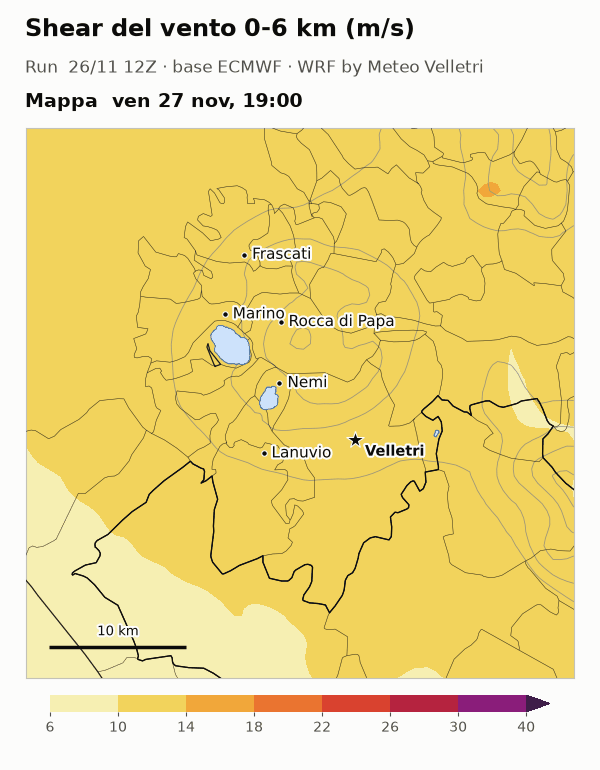 Shear del vento 0-6 km (m/s)
Run  26/11 12Z · base ECMWF · WRF by Meteo Velletri
Mappa  ven 27 nov, 19:00
Frascati
Marino
Rocca di Papa
Nemi
Velletri
Lanuvio
10 km
6 10 14 18 22 26 30 40